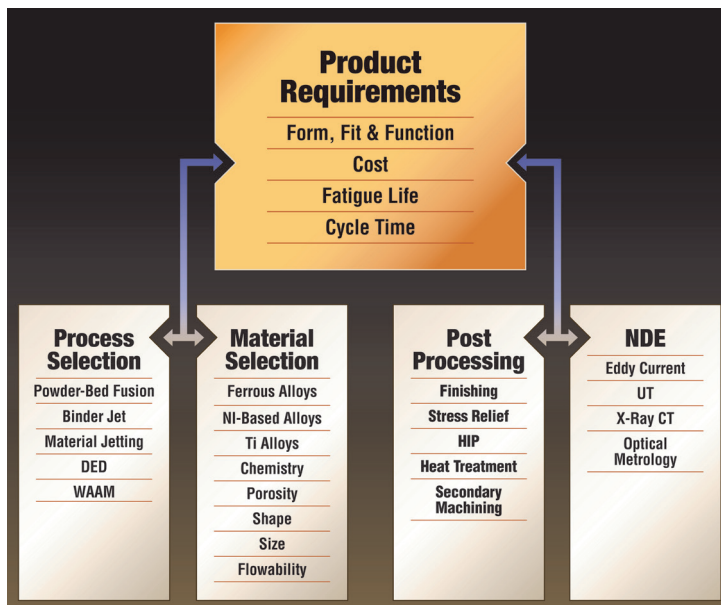 Product
Requirements
Form, Fit & Function
Cost
Fatigue Life
Cycle Time
Process
Selection
Powder-Bed Fusion
Binder Jet
Material Jetting
DED
WAAM
Material
Selection
Ferrous Alloys
NI-Based Alloys
Ti Alloys
Chemistry
Porosity
Shape
Size
Flowability
Post
Processing
Finishing
Stress Relief
HIP
Heat Treatment
Secondary
Machining
NDE
Eddy Current
UT
X-Ray CT
Optical
Metrology